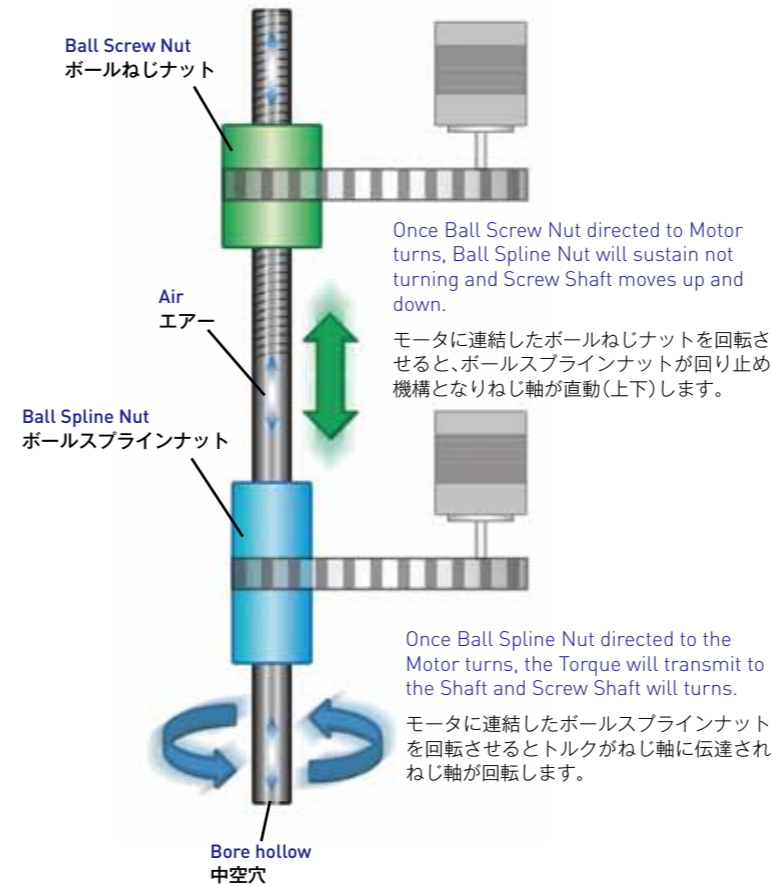 Ball Screw Nut
ボールねじナット
Once Ball Screw Nut directed to Motor
turns, Ball Spline Nut will sustain not
turning and Screw Shaft moves up and
down.
モータに連結したボールねじナットを回転さ
せると、ボールスプラインナットが回り止め
機構となりねじ軸が直動(上下)します。
Air
エアー
Ball Spline Nut
ボールスプラインナット
Once Ball Spline Nut directed to the
Motor turns, the Torque will transmit to
the Shaft and Screw Shaft will turns.
モータに連結したボールスプラインナット
を回転させるとトルクがねじ軸に伝達され
ねじ軸が回転します。
Bore hollow
中空穴